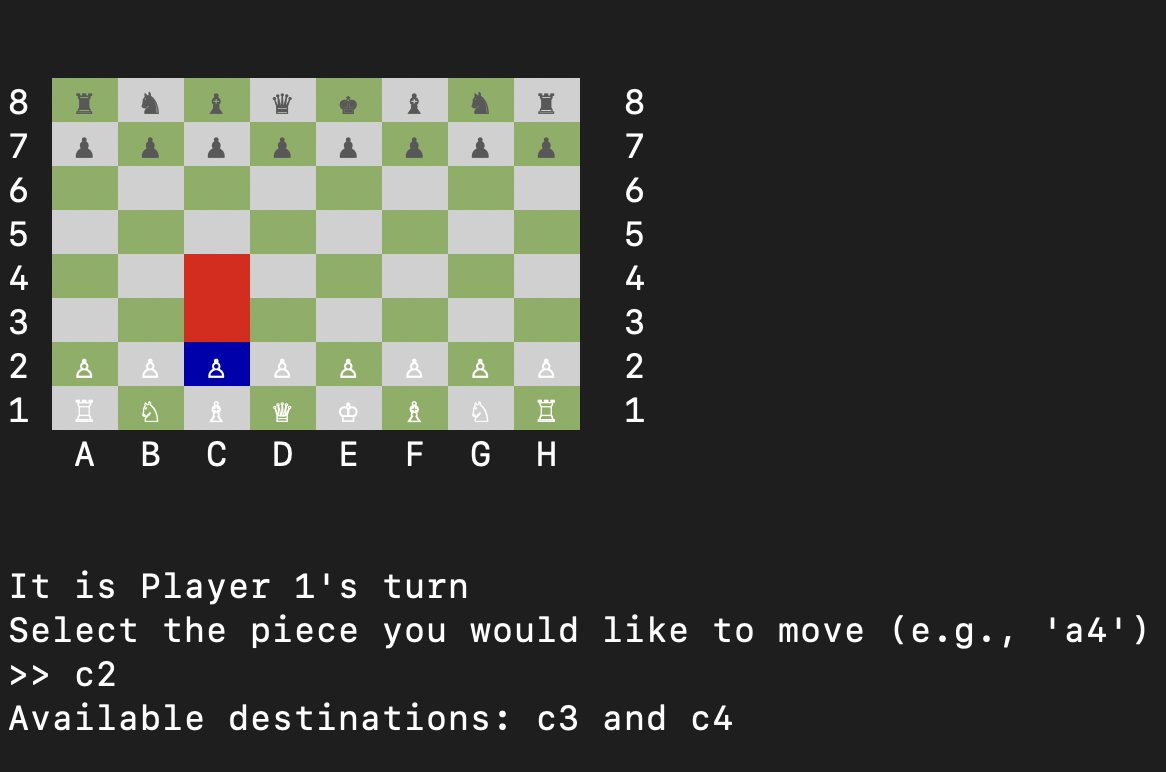 8 ♜ ♞ ♝ ♛ ♚ ♝ ♞ ♜ 8
7 ♟ ♟ ♟ ♟ ♟ ♟ ♟ ♟ 7
6 6
5 5
4 4
3 3
2 ♙ ♙ ♙ ♙ ♙ ♙ ♙ ♙ 2
1 ♖ ♘ ♗ ♕ ♔ ♗ ♘ ♖ 1
A B C D E F G H
It is Player 1's turn
Select the piece you would like to move (e.g., 'a4')
>> c2
Available destinations: c3 and c4